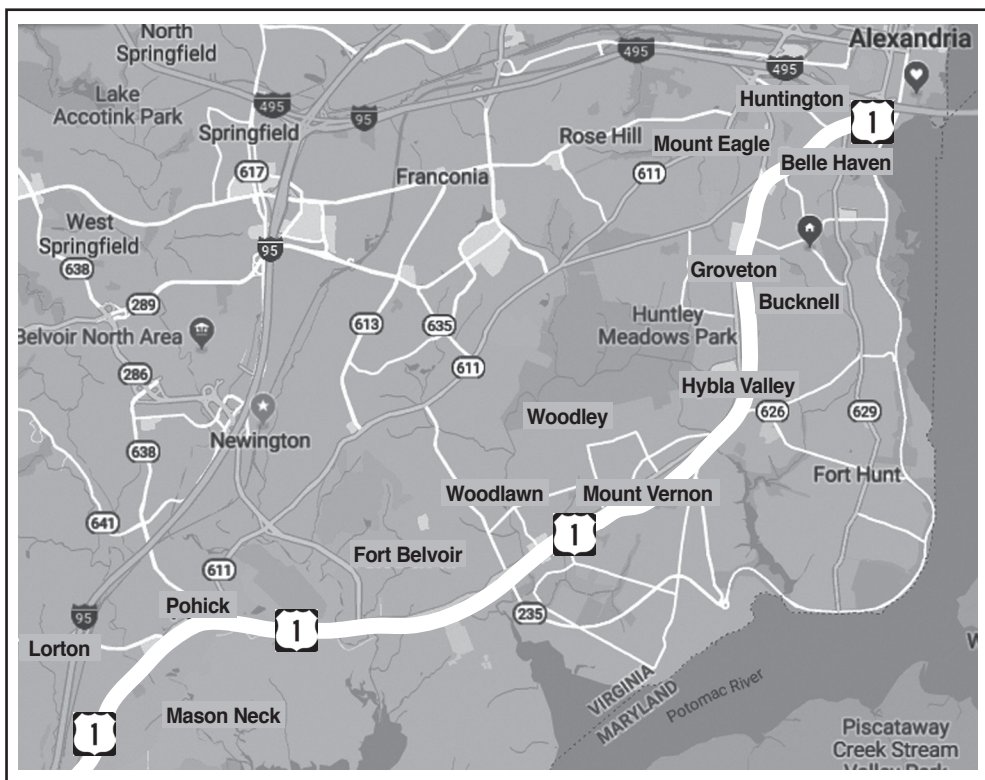 North
Springfield
495
Alexandria
495
Lake
Accotink Park
495
95
Huntington
1
Springfield
Rose Hill
Mount Eagle
Belle Haven
617
Franconia
611
West
Springfield
95
638
Groveton
289
Bucknell
Huntley
Meadows Park
613
635
Belvoir North Area
611
286
Hybla Valley
626
629
Woodley
Newington
638
Fort Hunt
Woodlawn
Mount Vernon
641
1
Fort Belvoir
611
Pohick
95
1
235
Lorton
VIRGINIA
MARYLAND
Potomac River
Mason Neck
1
Piscataway
Creek Stream
Valley Park